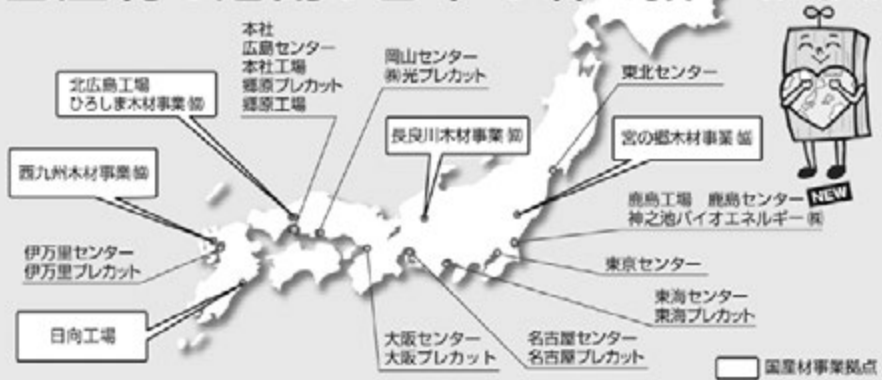 本社
広島センター
本社工場
郷原プレカット
郷原工場
岡山センター
㈱光プレカット
東北センター
北広島工場
ひろしま木材事業㈿
長良川木材事業㈿
宮の郷木材事業㈿
西九州木材事業㈿
鹿島工場 鹿島センター NEW
神之池バイオエネルギー㈱
伊万里センター
伊万里プレカット
東京センター
東海センター
東海プレカット
日向工場
大阪センター
大阪プレカット
名古屋センター
名古屋プレカット
国産材事業拠点